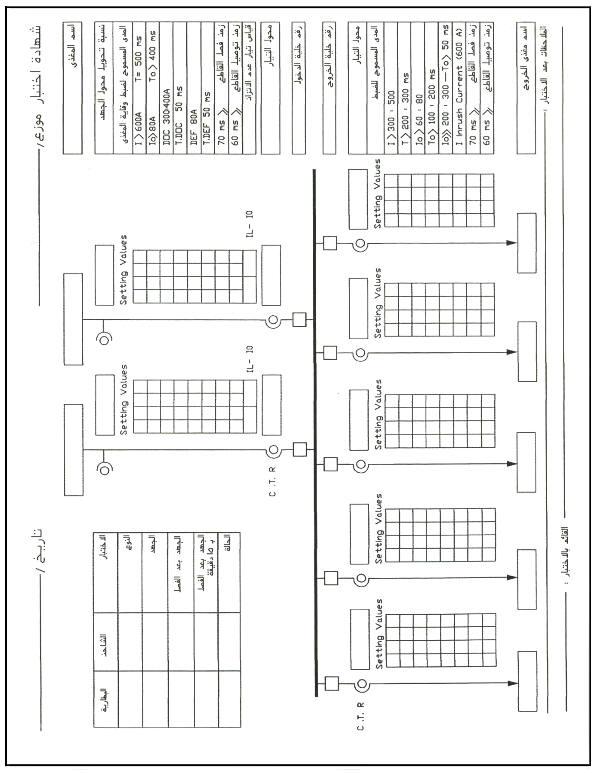 شهادة اختبار موزع /
تاريخ /
اسم المغذى
نسبة تحويل محول الجهد
المدى المسموح لضبط وقاية المغذى
I > 600A T= 500 ms
Io> 80A To> 400 ms
DOC 300:400A
T.DOC 50 ms
DEF 80A
T.DEF 50 ms
زمن فصل القاطع < 70 ms
زمن توصيل القاطع < 60 ms
قياس تيار عدم الاتزان
محول التيار
رقم خلية الدخول
رقم خلية الخروج
محول التيار
المدى المسموح للضبط
I > 300 : 500
T > 200 : 300 ms
Io > 60 : 80
To> 100 : 200 ms
Io>> 200 : 300 —To> 50 ms
I Inrush Current (600 A)
زمن فصل القاطع < 70 ms
زمن توصيل القاطع < 60 ms
اسم مغذى الخروج
الملاحظات بعد الاختبار :
Setting Values
IL - IO
Setting Values
IL - IO
C .T. R
Setting Values
Setting Values
Setting Values
Setting Values
Setting Values
C .T. R
الاختبار
النوع
الجهد
الجهد بعد الفصل
الجهد بعد الفصل
ب 15 دقيقة
الحالة
الشاحن
البطارية
القائم بالاختبار :